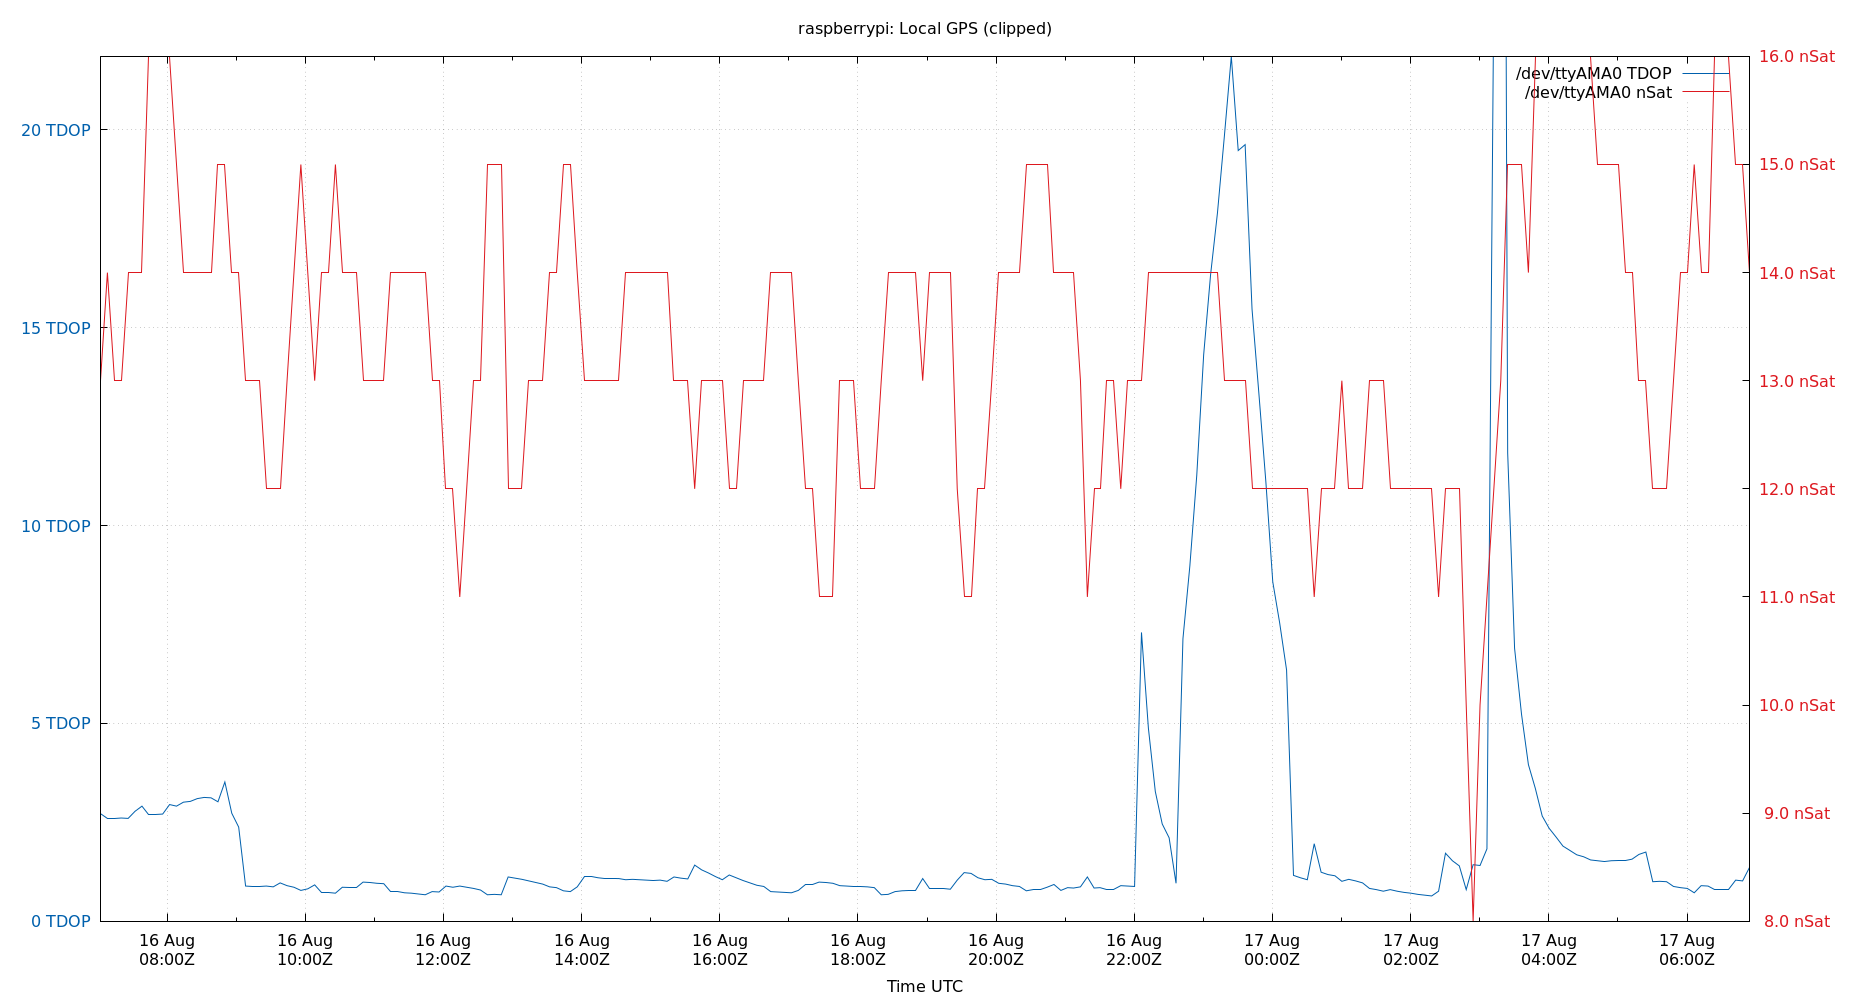 raspberrypi: Local GPS (clipped)
16.0 nSat
/dev/ttyAMA0 TDOP
/dev/ttyAMA0 nSat
20 TDOP
15.0 nSat
14.0 nSat
15 TDOP
13.0 nSat
12.0 nSat
10 TDOP
11.0 nSat
10.0 nSat
5 TDOP
9.0 nSat
0 TDOP
8.0 nSat
16 Aug 16 Aug 16 Aug 16 Aug 16 Aug 16 Aug 16 Aug 16 Aug 17 Aug 17 Aug 17 Aug 17 Aug
08:00Z 10:00Z 12:00Z 14:00Z 16:00Z 18:00Z 20:00Z 22:00Z 00:00Z 02:00Z 04:00Z 06:00Z
Time UTC